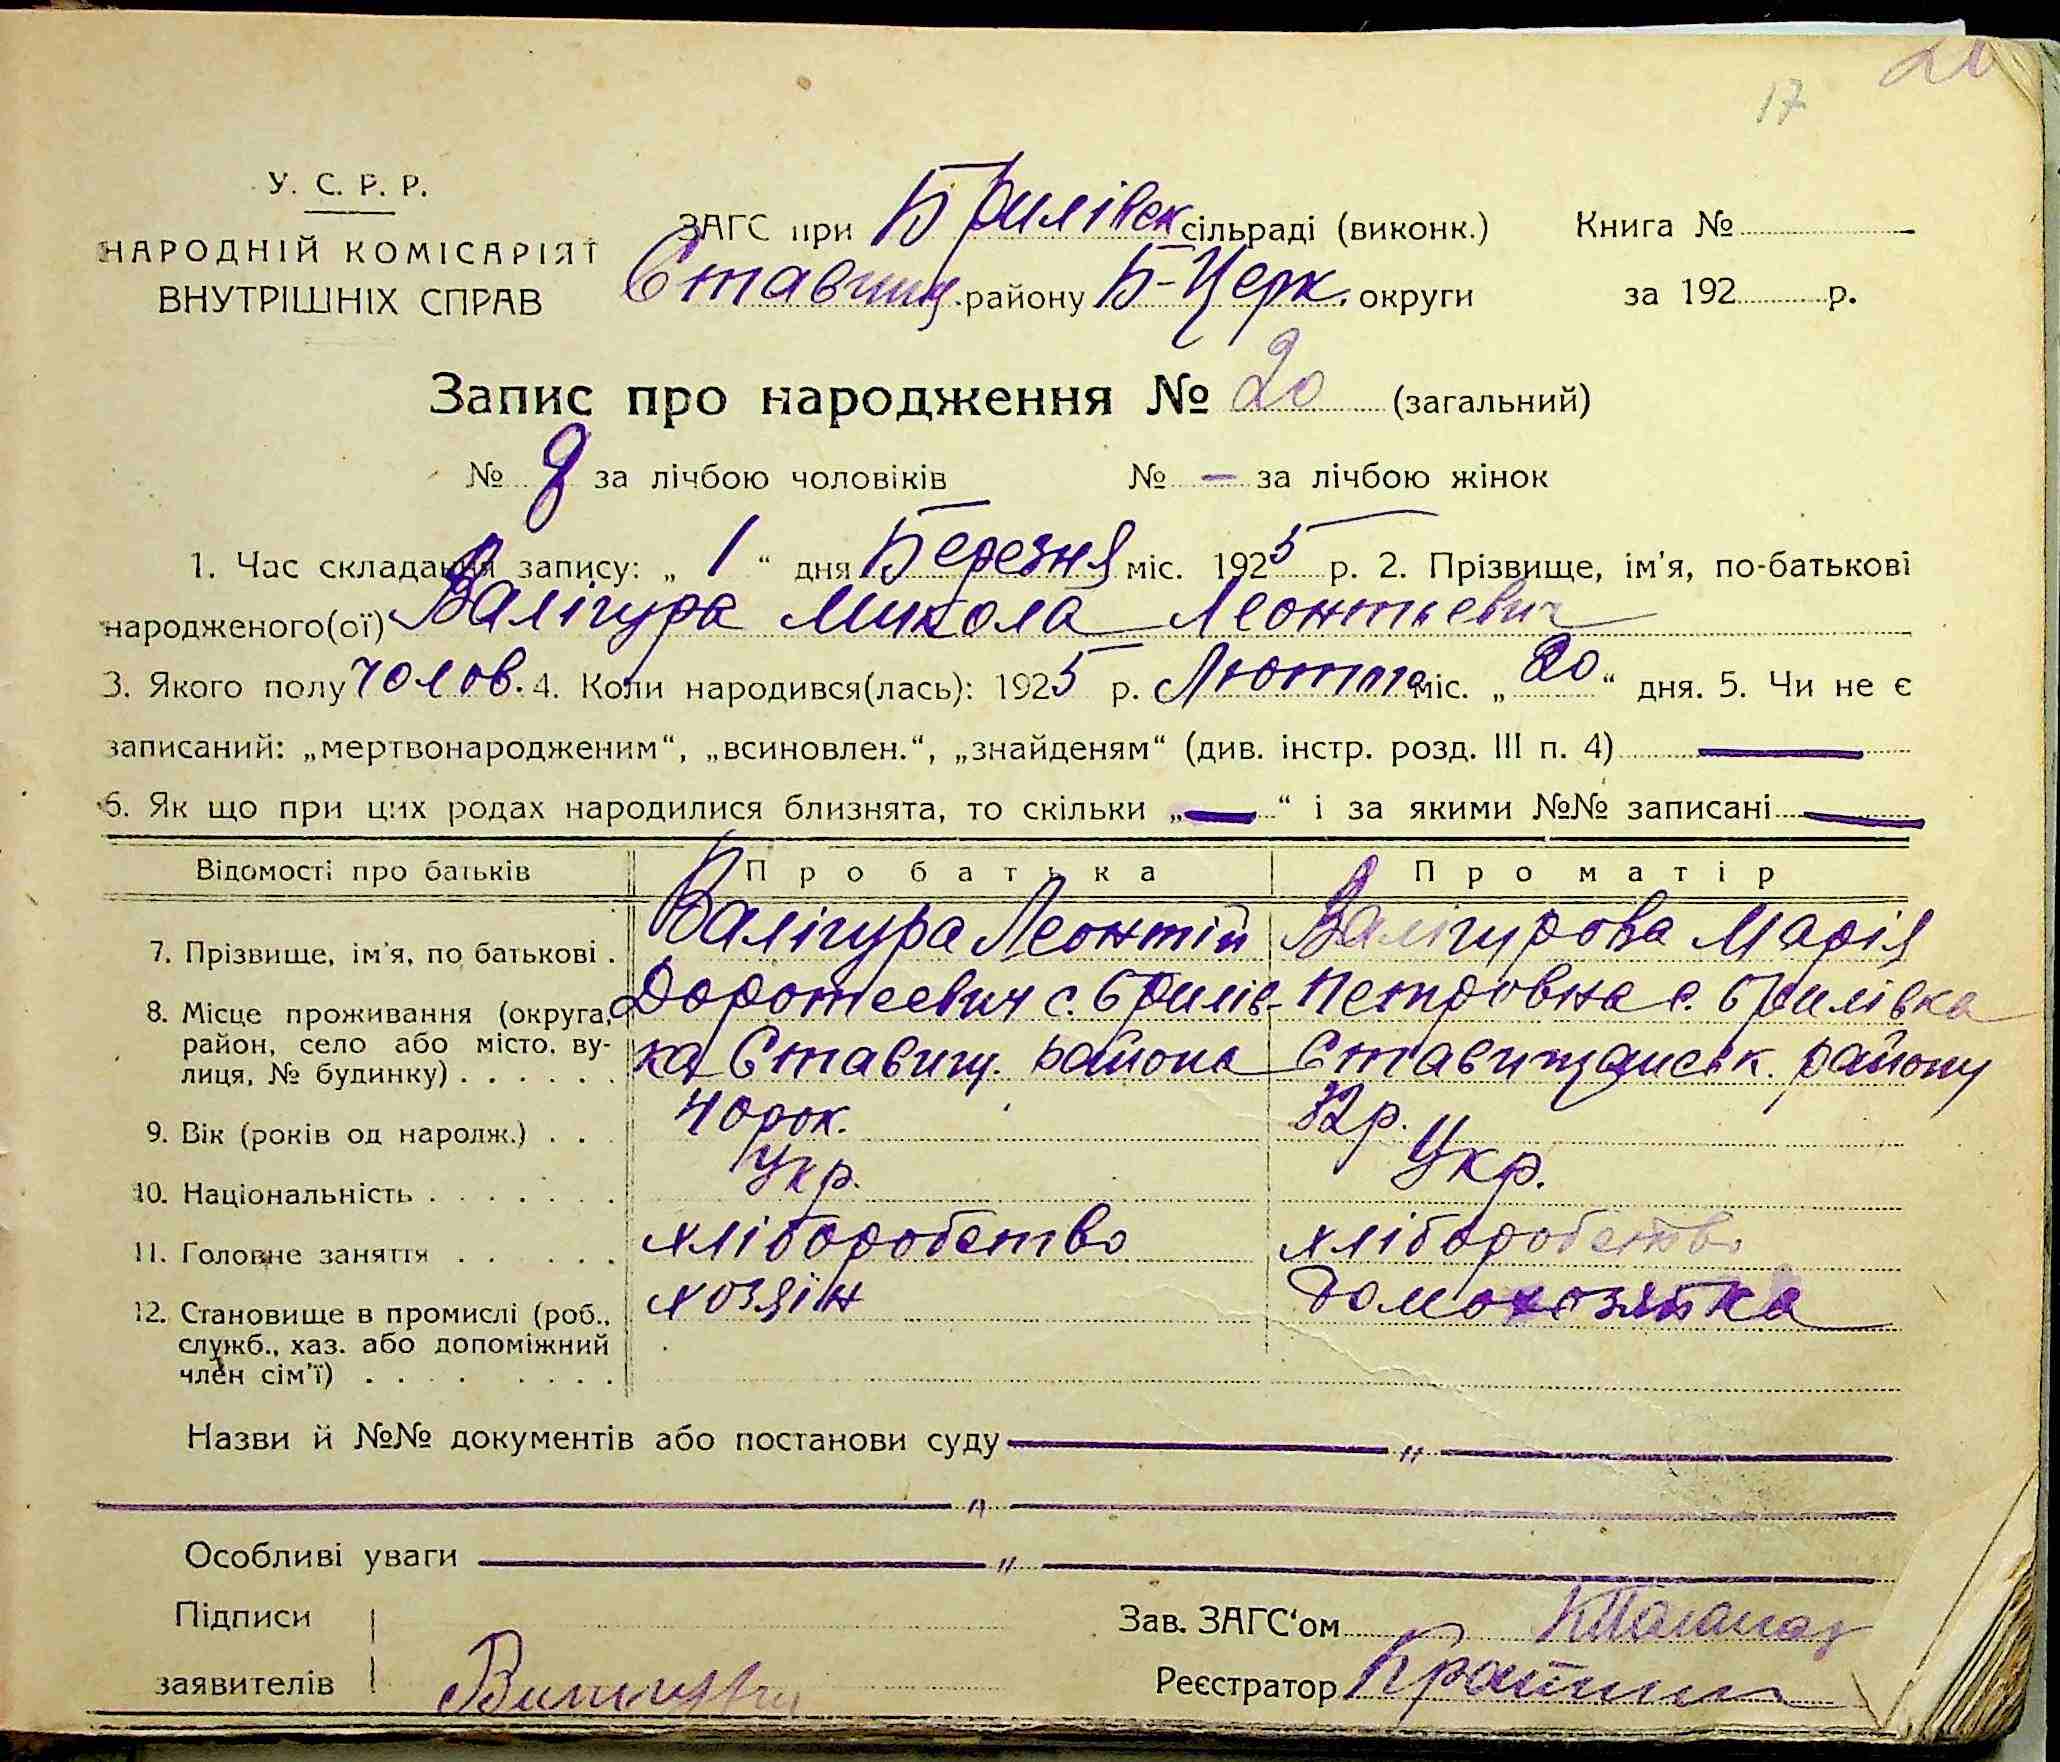 20
17
У. С. Р. Р.
НАРОДНІЙ КОМІСАРІЯТ
ВНУТРІШНІХ СПРАВ
ЗАГС при Брилівск сільраді (виконк.) Книга №
Ставищ. району Б-Церк. округи за 192 р.
Запис про народження № 20 (загальний)
№ 8 за лічбою чоловіків № — за лічбою жінок
1. Час складання запису: „ 1 “ дня Березня міс. 1925 р. 2. Прізвище, ім'я, по-батькові
народженого(ої) Валігура Микола Леонтьевич
3. Якого полу Чолов. 4. Коли народився(лась): 1925 р. Лютого міс. „ 20 “ дня. 5. Чи не є
записаний: „мертвонародженим“, „всиновлен.“, „знайденям“ (див. інстр. розд. III п. 4) —
6. Як що при цих родах народилися близнята, то скільки „ — “ і за якими №№ записані —
Відомості про батьків Про батька Про матір
7. Прізвище, ім'я, по батькові . Валігура Леонтій Валігурова Марія
8. Місце проживання (округа, Доротеевич с. Брилів- Петровна с. Брилівка
район, село або місто, ву- ка Ставищ. района Ставищанськ. району
лиця, № будинку) . . . . . .
9. Вік (років од народж.) . . . 40 рок. 32 р.
10. Національність . . . . . . . Укр. Укр.
11. Головне заняття . . . . . . хліборобство хліборобство
12. Становище в промислі (роб., хозяін домохозяйка
служб., хаз. або допоміжний
член сім'ї) . . . . . . . .
Назви й №№ документів або постанови суду — „ —
— „ —
Особливі уваги — „ —
Підписи Зав. ЗАГС‘ом
заявителів Реєстратор